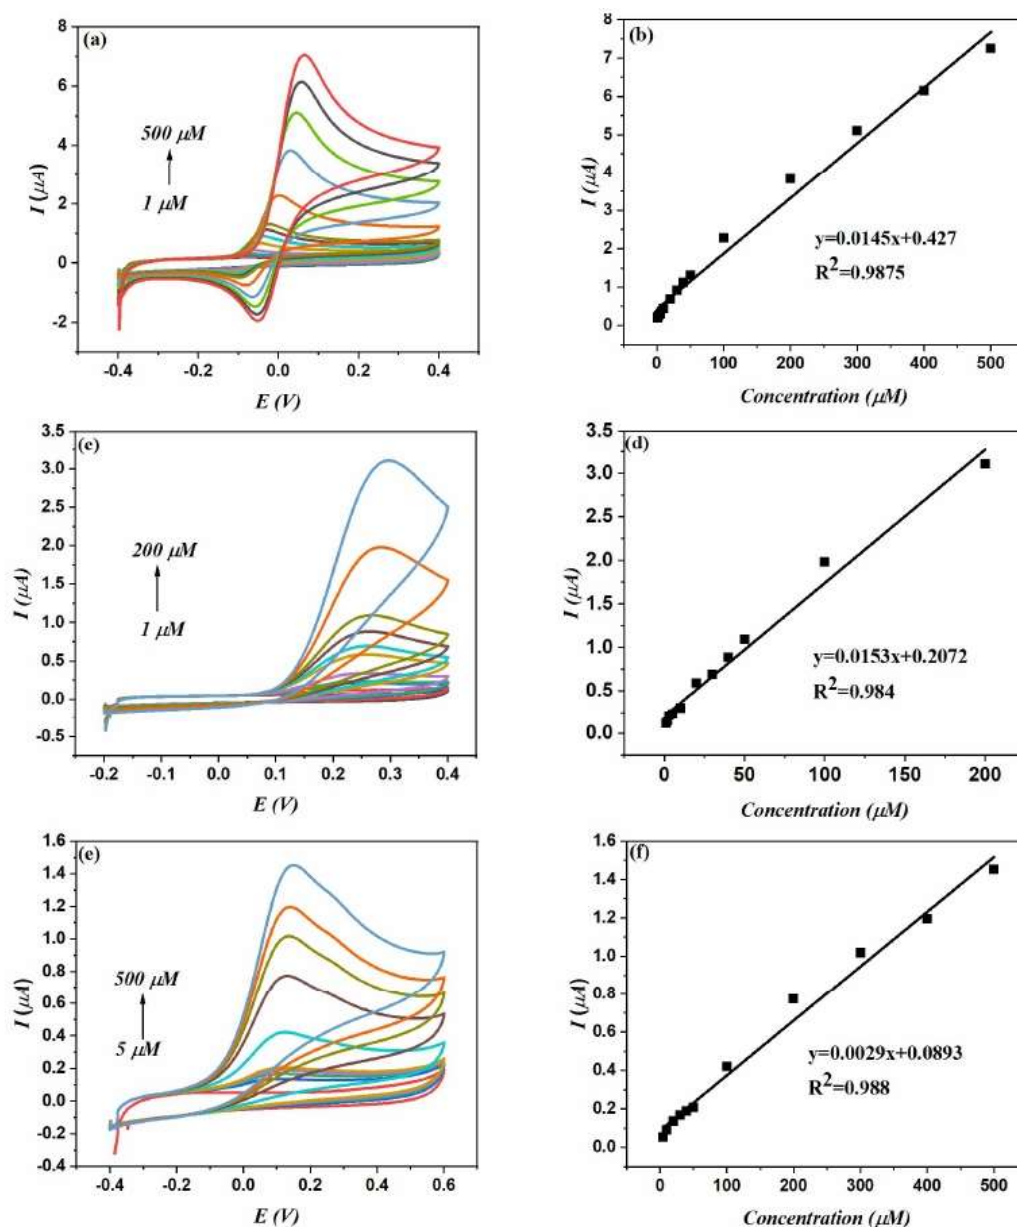 (a)
8
6
4
2
0
-2
I (µA)
500 µM
1 µM
-0.4 -0.2 0.0 0.2 0.4
E (V)
(b)
8
7
6
5
4
3
2
1
0
I (µA)
y=0.0145x+0.427
R²=0.9875
0 100 200 300 400 500
Concentration (µM)
(c)
3.5
3.0
2.5
2.0
1.5
1.0
0.5
0.0
-0.5
I (µA)
200 µM
1 µM
-0.2 -0.1 0.0 0.1 0.2 0.3 0.4
E (V)
(d)
3.5
3.0
2.5
2.0
1.5
1.0
0.5
0.0
I (µA)
y=0.0153x+0.2072
R²=0.984
0 50 100 150 200
Concentration (µM)
(e)
1.6
1.4
1.2
1.0
0.8
0.6
0.4
0.2
0.0
-0.2
-0.4
I (µA)
500 µM
5 µM
-0.4 -0.2 0.0 0.2 0.4 0.6
E (V)
(f)
1.6
1.4
1.2
1.0
0.8
0.6
0.4
0.2
0.0
I (µA)
y=0.0029x+0.0893
R²=0.988
0 100 200 300 400 500
Concentration (µM)